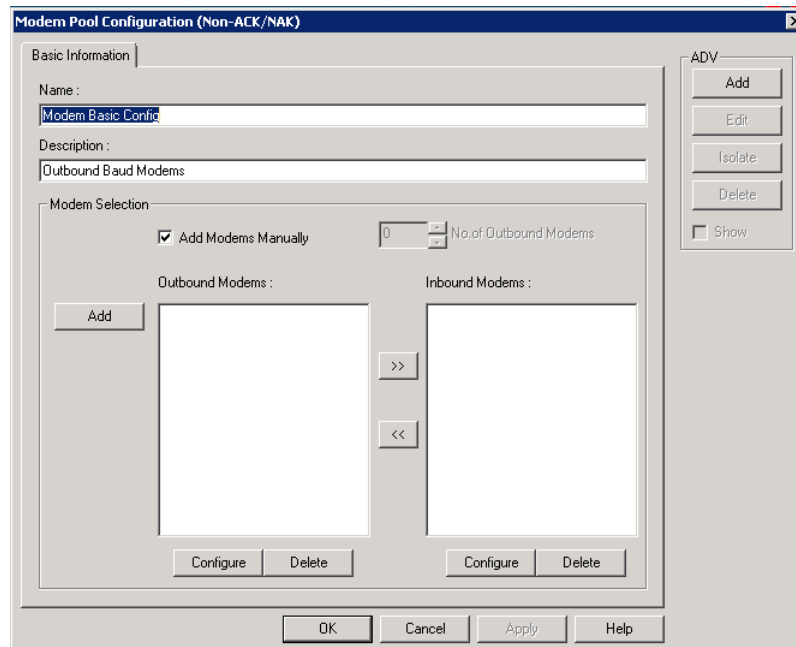 Modem Pool Configuration (Non-ACK/NAK)
Basic Information
Name :
Modem Basic Config
Description :
Outbound Baud Modems
Modem Selection
Add Modems Manually
0
No.of Outbound Modems
Outbound Modems :
Inbound Modems :
Add
>>
<<
Configure
Delete
Configure
Delete
OK
Cancel
Apply
Help
ADV
Add
Edit
Isolate
Delete
Show